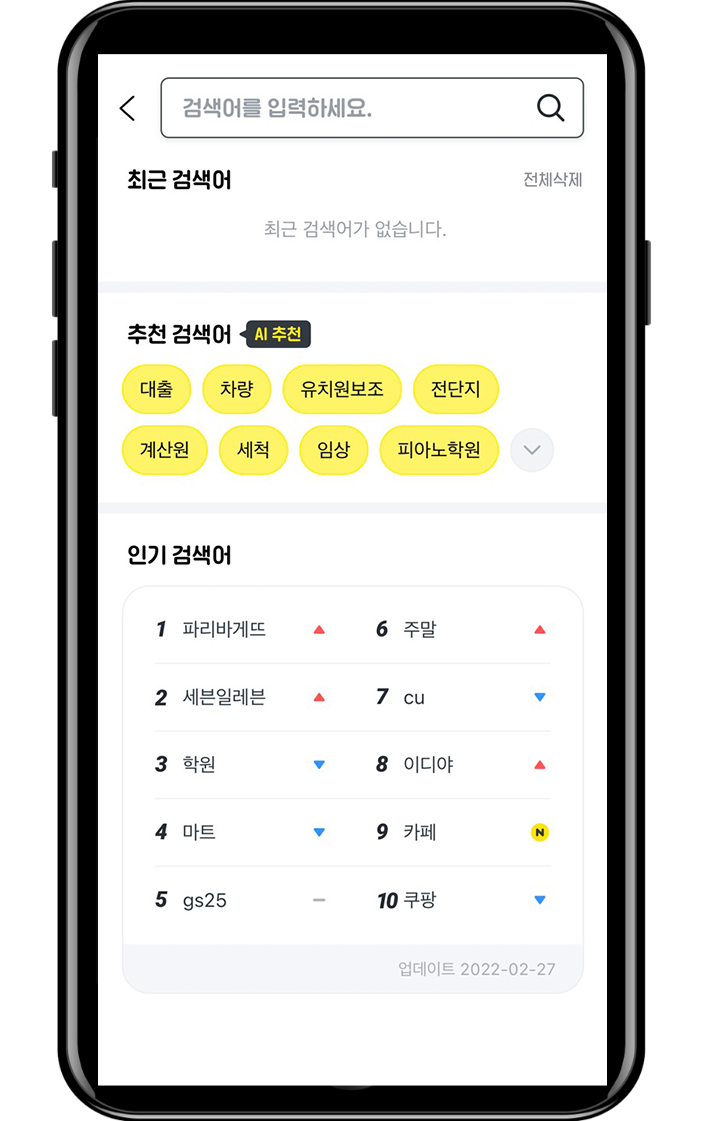 검색어를 입력하세요.
최근 검색어 전체삭제
최근 검색어가 없습니다.
추천 검색어 AI 추천
대출 차량 유치원보조 전단지
계산원 세척 임상 피아노학원
인기 검색어
1 파리바게뜨 6 주말
2 세븐일레븐 7 cu
3 학원 8 이디야
4 마트 9 카페 N
5 gs25 10 쿠팡
업데이트 2022-02-27